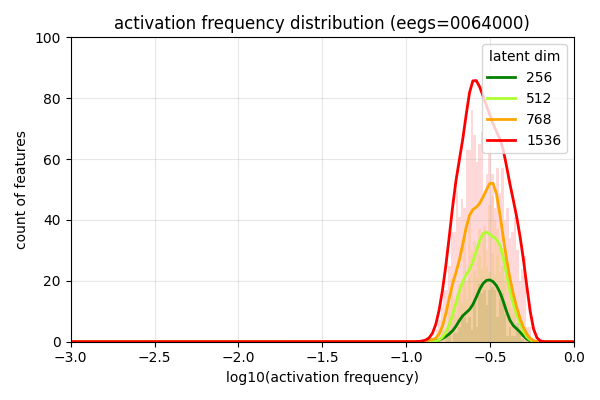 activation frequency distribution (eegs=0064000)
count of features
100
80
60
40
20
0
latent dim
256
512
768
1536
−3.0 −2.5 −2.0 −1.5 −1.0 −0.5 0.0
log10(activation frequency)